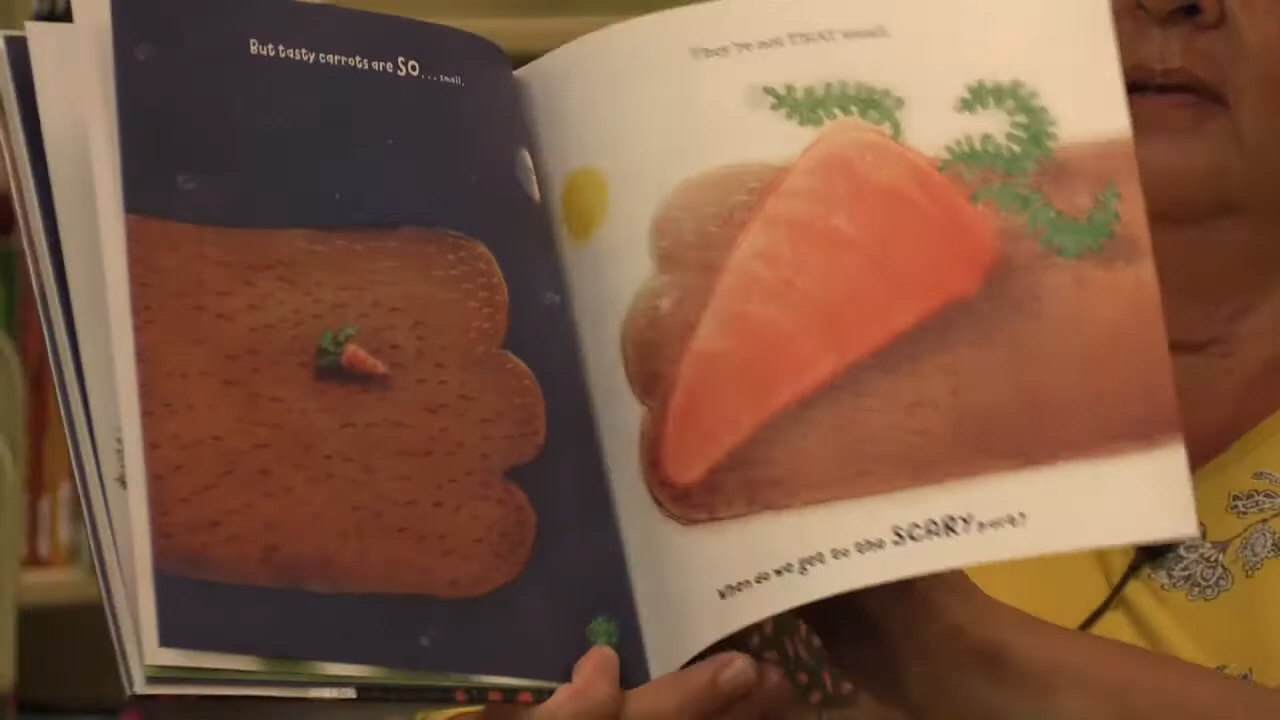 But tasty carrots are SO... small.
They're not THAT small.
When do we get to the SCARY part?